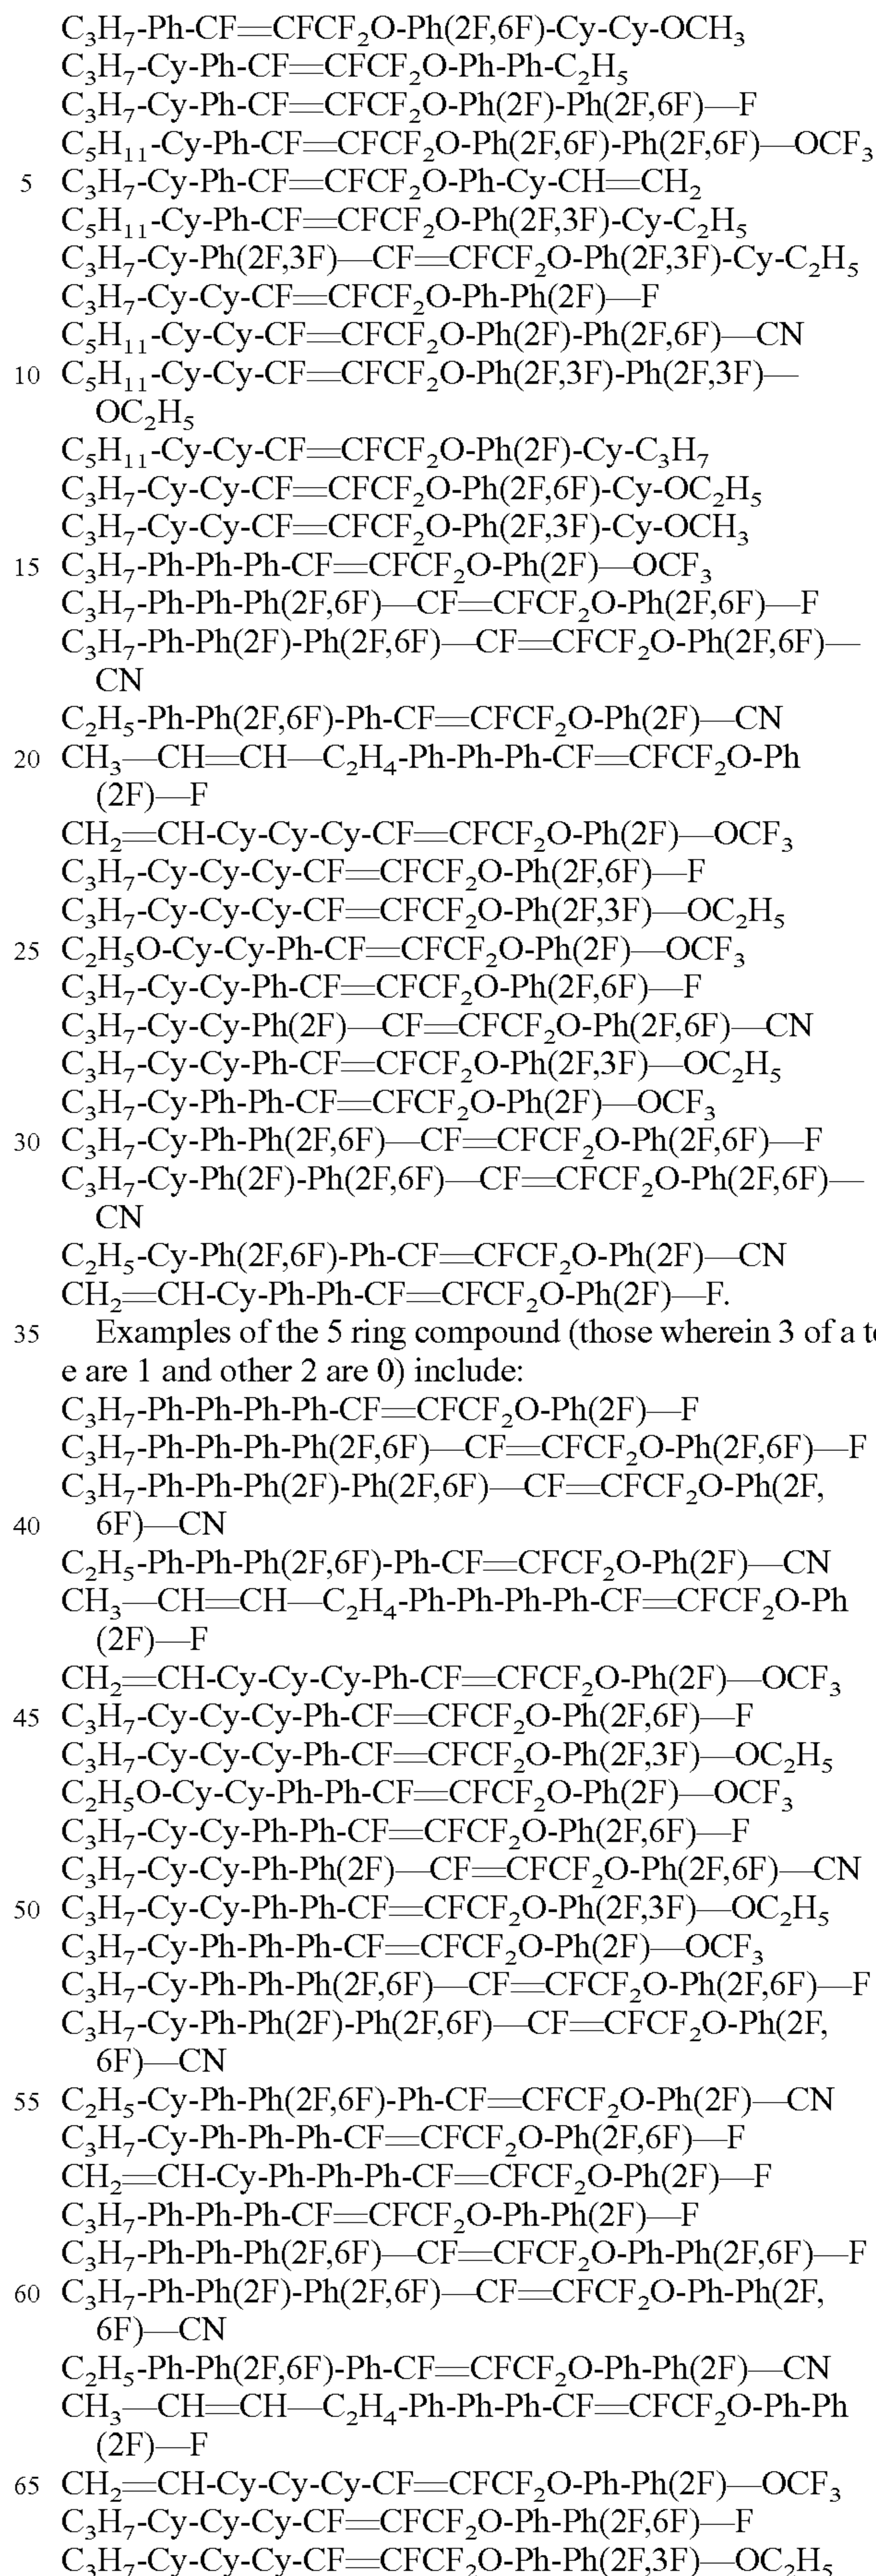 C₃H₇-Ph-CF═CFCF₂O-Ph(2F,6F)-Cy-Cy-OCH₃
C₃H₇-Cy-Ph-CF═CFCF₂O-Ph-Ph-C₂H₅
C₃H₇-Cy-Ph-CF═CFCF₂O-Ph(2F)-Ph(2F,6F)—F
C₅H₁₁-Cy-Ph-CF═CFCF₂O-Ph(2F,6F)-Ph(2F,6F)—OCF₃
5 C₃H₇-Cy-Ph-CF═CFCF₂O-Ph-Cy-CH═CH₂
C₅H₁₁-Cy-Ph-CF═CFCF₂O-Ph(2F,3F)-Cy-C₂H₅
C₃H₇-Cy-Ph(2F,3F)—CF═CFCF₂O-Ph(2F,3F)-Cy-C₂H₅
C₃H₇-Cy-Cy-CF═CFCF₂O-Ph-Ph(2F)—F
C₅H₁₁-Cy-Cy-CF═CFCF₂O-Ph(2F)-Ph(2F,6F)—CN
10 C₅H₁₁-Cy-Cy-CF═CFCF₂O-Ph(2F,3F)-Ph(2F,3F)—
OC₂H₅
C₅H₁₁-Cy-Cy-CF═CFCF₂O-Ph(2F)-Cy-C₃H₇
C₃H₇-Cy-Cy-CF═CFCF₂O-Ph(2F,6F)-Cy-OC₂H₅
C₃H₇-Cy-Cy-CF═CFCF₂O-Ph(2F,3F)-Cy-OCH₃
15 C₃H₇-Ph-Ph-Ph-CF═CFCF₂O-Ph(2F)—OCF₃
C₃H₇-Ph-Ph-Ph(2F,6F)—CF═CFCF₂O-Ph(2F,6F)—F
C₃H₇-Ph-Ph(2F)-Ph(2F,6F)—CF═CFCF₂O-Ph(2F,6F)—
CN
C₂H₅-Ph-Ph(2F,6F)-Ph-CF═CFCF₂O-Ph(2F)—CN
20 CH₃—CH═CH—C₂H₄-Ph-Ph-Ph-CF═CFCF₂O-Ph
(2F)—F
CH₂═CH-Cy-Cy-Cy-CF═CFCF₂O-Ph(2F)—OCF₃
C₃H₇-Cy-Cy-Cy-CF═CFCF₂O-Ph(2F,6F)—F
C₃H₇-Cy-Cy-Cy-CF═CFCF₂O-Ph(2F,3F)—OC₂H₅
25 C₂H₅O-Cy-Cy-Ph-CF═CFCF₂O-Ph(2F)—OCF₃
C₃H₇-Cy-Cy-Ph-CF═CFCF₂O-Ph(2F,6F)—F
C₃H₇-Cy-Cy-Ph(2F)—CF═CFCF₂O-Ph(2F,6F)—CN
C₃H₇-Cy-Cy-Ph-CF═CFCF₂O-Ph(2F,3F)—OC₂H₅
C₃H₇-Cy-Ph-Ph-CF═CFCF₂O-Ph(2F)—OCF₃
30 C₃H₇-Cy-Ph-Ph(2F,6F)—CF═CFCF₂O-Ph(2F,6F)—F
C₃H₇-Cy-Ph(2F)-Ph(2F,6F)—CF═CFCF₂O-Ph(2F,6F)—
CN
C₂H₅-Cy-Ph(2F,6F)-Ph-CF═CFCF₂O-Ph(2F)—CN
CH₂═CH-Cy-Ph-Ph-CF═CFCF₂O-Ph(2F)—F.
35 Examples of the 5 ring compound (those wherein 3 of a
e are 1 and other 2 are 0) include:
C₃H₇-Ph-Ph-Ph-Ph-CF═CFCF₂O-Ph(2F)—F
C₃H₇-Ph-Ph-Ph-Ph(2F,6F)—CF═CFCF₂O-Ph(2F,6F)—F
C₃H₇-Ph-Ph-Ph(2F)-Ph(2F,6F)—CF═CFCF₂O-Ph(2F,
40 6F)—CN
C₂H₅-Ph-Ph-Ph(2F,6F)-Ph-CF═CFCF₂O-Ph(2F)—CN
CH₃—CH═CH—C₂H₄-Ph-Ph-Ph-Ph-CF═CFCF₂O-Ph
(2F)—F
CH₂═CH-Cy-Cy-Cy-Ph-CF═CFCF₂O-Ph(2F)—OCF₃
45 C₃H₇-Cy-Cy-Cy-Ph-CF═CFCF₂O-Ph(2F,6F)—F
C₃H₇-Cy-Cy-Cy-Ph-CF═CFCF₂O-Ph(2F,3F)—OC₂H₅
C₂H₅O-Cy-Cy-Ph-Ph-CF═CFCF₂O-Ph(2F)—OCF₃
C₃H₇-Cy-Cy-Ph-Ph-CF═CFCF₂O-Ph(2F,6F)—F
C₃H₇-Cy-Cy-Ph-Ph(2F)—CF═CFCF₂O-Ph(2F,6F)—CN
50 C₃H₇-Cy-Cy-Ph-Ph-CF═CFCF₂O-Ph(2F,3F)—OC₂H₅
C₃H₇-Cy-Ph-Ph-Ph-CF═CFCF₂O-Ph(2F)—OCF₃
C₃H₇-Cy-Ph-Ph-Ph(2F,6F)—CF═CFCF₂O-Ph(2F,6F)—F
C₃H₇-Cy-Ph-Ph(2F)-Ph(2F,6F)—CF═CFCF₂O-Ph(2F,
6F)—CN
55 C₂H₅-Cy-Ph-Ph(2F,6F)-Ph-CF═CFCF₂O-Ph(2F)—CN
C₃H₇-Cy-Ph-Ph-Ph-CF═CFCF₂O-Ph(2F,6F)—F
CH₂═CH-Cy-Ph-Ph-Ph-CF═CFCF₂O-Ph(2F)—F
C₃H₇-Ph-Ph-Ph-CF═CFCF₂O-Ph-Ph(2F)—F
C₃H₇-Ph-Ph-Ph(2F,6F)—CF═CFCF₂O-Ph-Ph(2F,6F)—F
60 C₃H₇-Ph-Ph(2F)-Ph(2F,6F)—CF═CFCF₂O-Ph-Ph(2F,
6F)—CN
C₂H₅-Ph-Ph(2F,6F)-Ph-CF═CFCF₂O-Ph-Ph(2F)—CN
CH₃—CH═CH—C₂H₄-Ph-Ph-Ph-CF═CFCF₂O-Ph-Ph
(2F)—F
65 CH₂═CH-Cy-Cy-Cy-CF═CFCF₂O-Ph-Ph(2F)—OCF₃
C₃H₇-Cy-Cy-Cy-CF═CFCF₂O-Ph-Ph(2F,6F)—F
C₃H₇-Cy-Cy-Cy-CF═CFCF₂O-Ph-Ph(2F,3F)—OC₂H₅